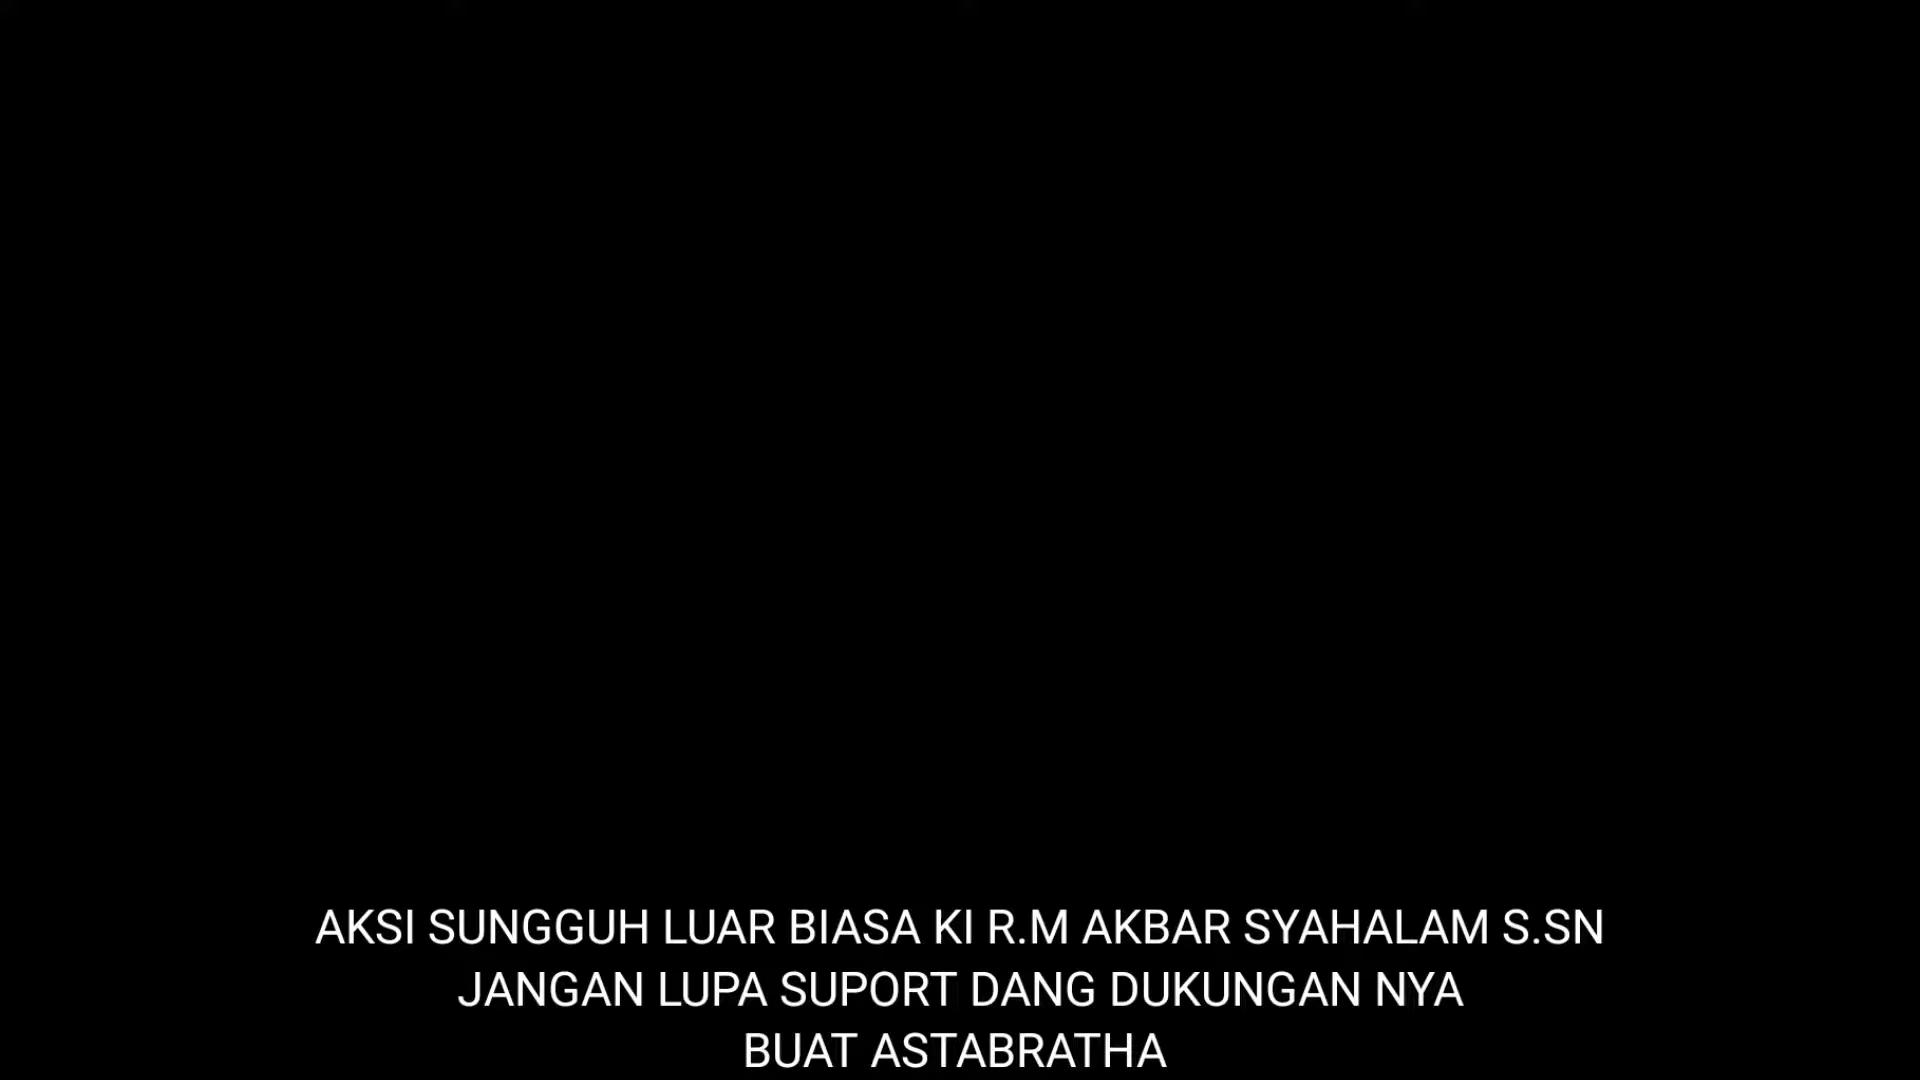 AKSI SUNGGUH LUAR BIASA KI R.M AKBAR SYAHALAM S.SN
JANGAN LUPA SUPORT DANG DUKUNGAN NYA
BUAT ASTABRATHA